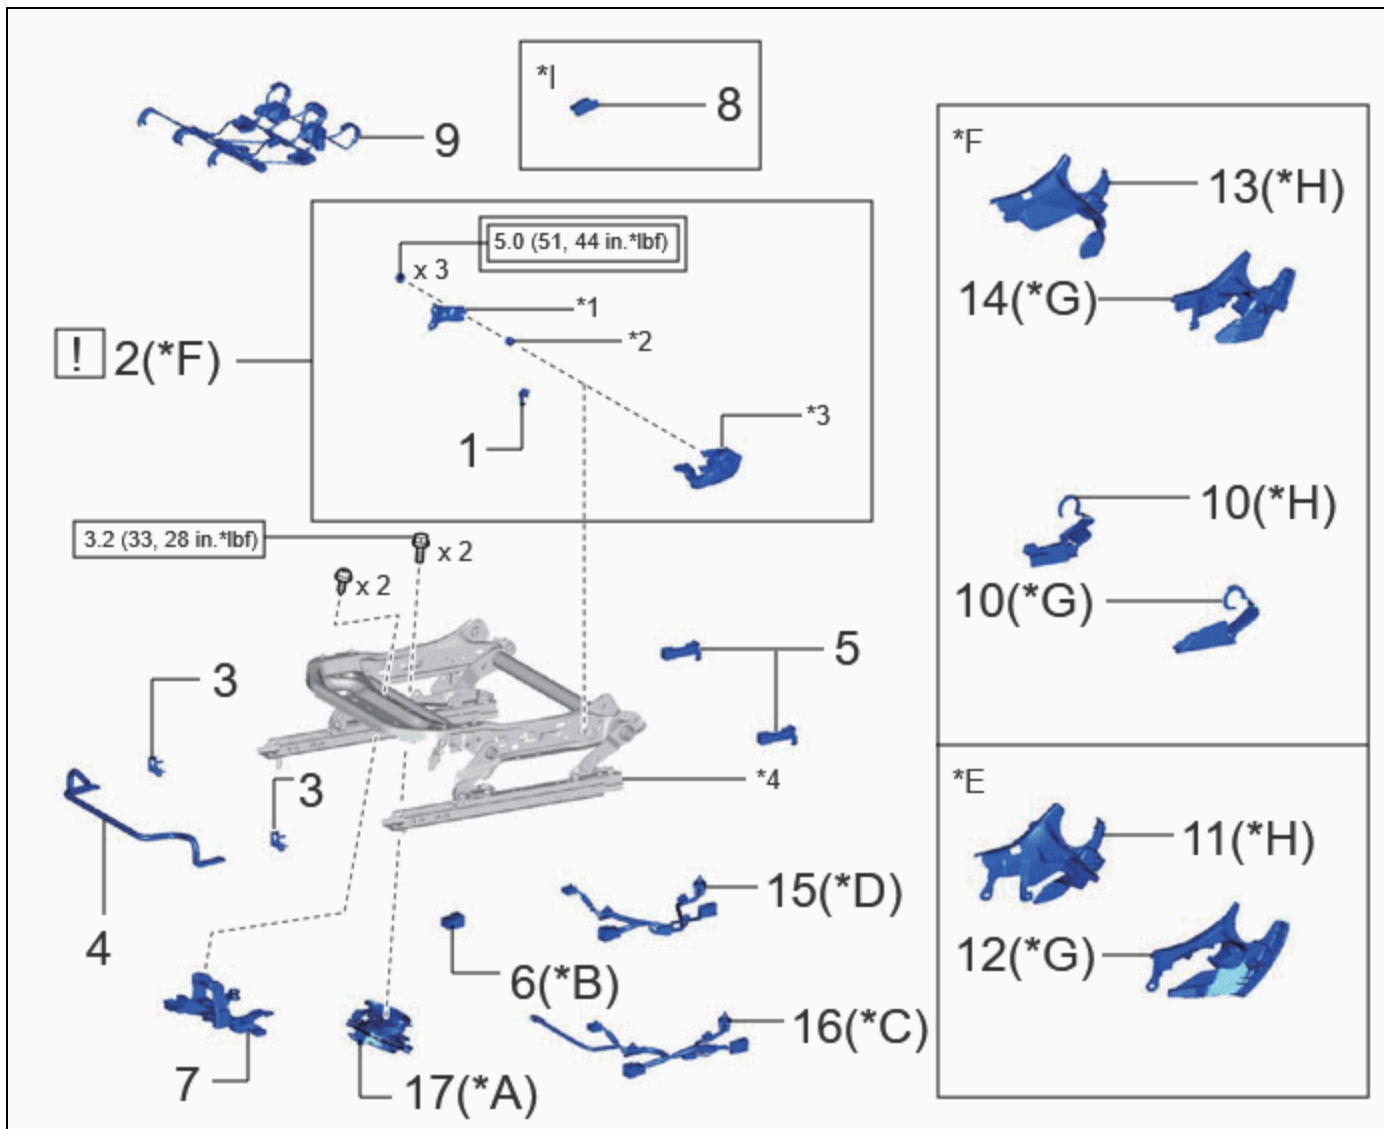 *I
8
9
*F
13(*H)
5.0 (51, 44 in.*lbf)
x 3
14(*G)
*1
*2
! 2(*F)
*3
1
10(*H)
3.2 (33, 28 in.*lbf)
x 2
x 2
10(*G)
5
3
*4
3
*E
11(*H)
15(*D)
4
12(*G)
6(*B)
16(*C)
7
17(*A)